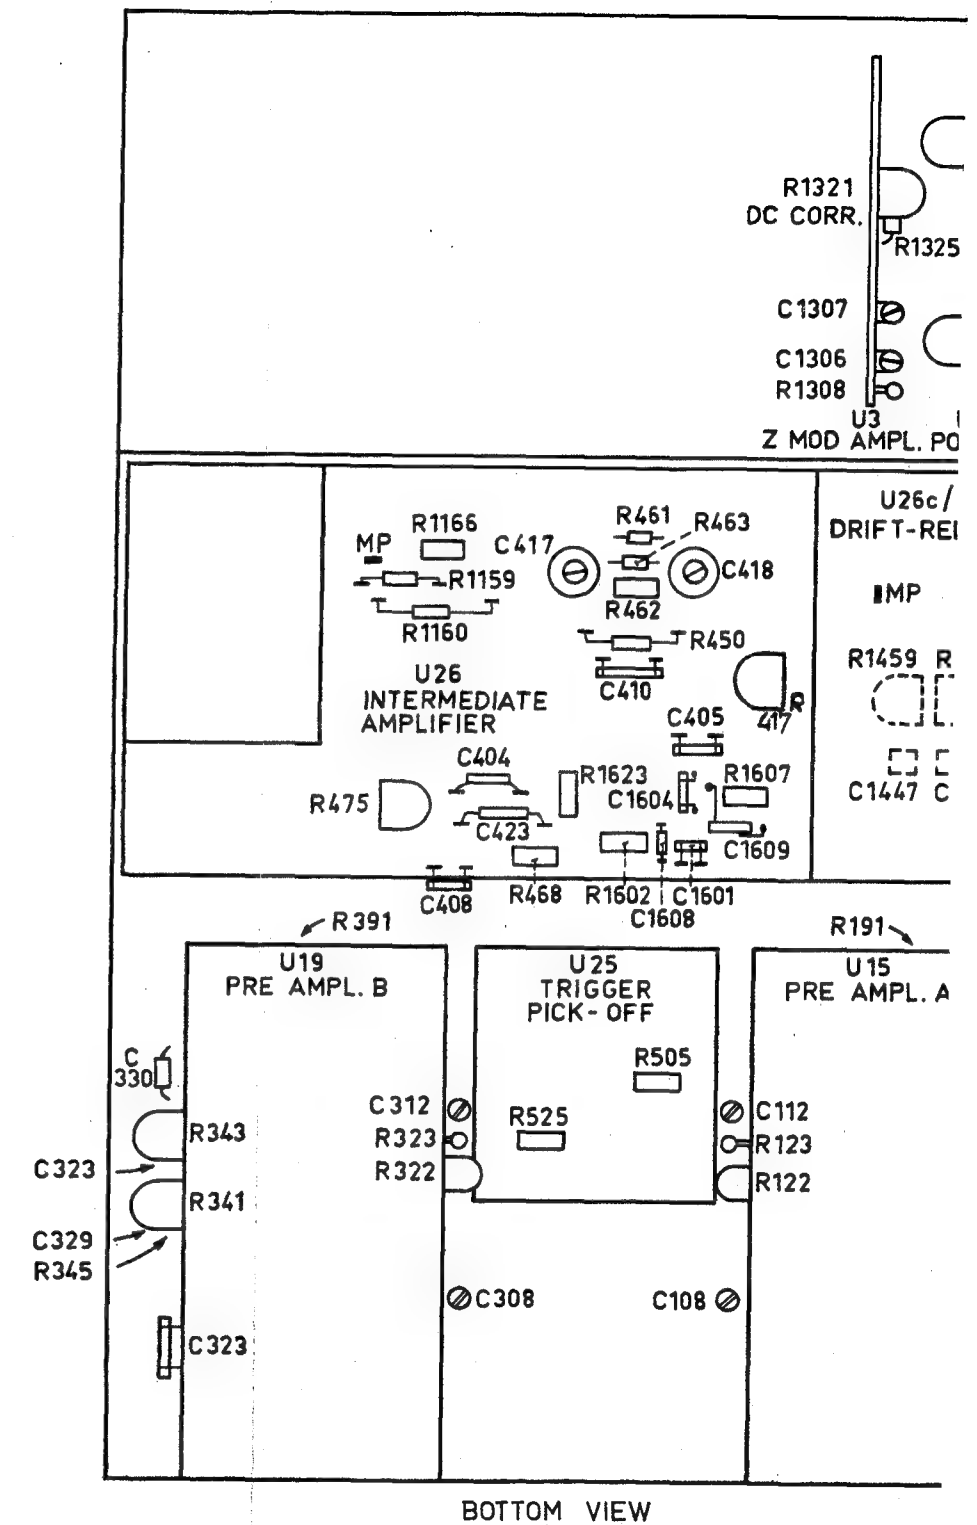 R1321
DC CORR.
R1325
C1307
C1306
R1308
U3
Z MOD AMPL. PO
U26c/
DRIFT-REI
MP
R1459 R
C1447 C
R1166
MP
R1159
R1160
C417
R461
R463
C418
R462
R450
C410
U26
INTERMEDIATE
AMPLIFIER
R
417
C405
C404
R475
R1623
C1604
R1607
C423
C1609
C408
R468
R1602
C1601
C1608
R391
R191
U19
PRE AMPL. B
U25
TRIGGER
PICK-OFF
U15
PRE AMPL. A
C
330
R505
C312
R525
C112
R343
R323
R123
C323
R322
R122
R341
C329
R345
C308
C108
C323
BOTTOM VIEW